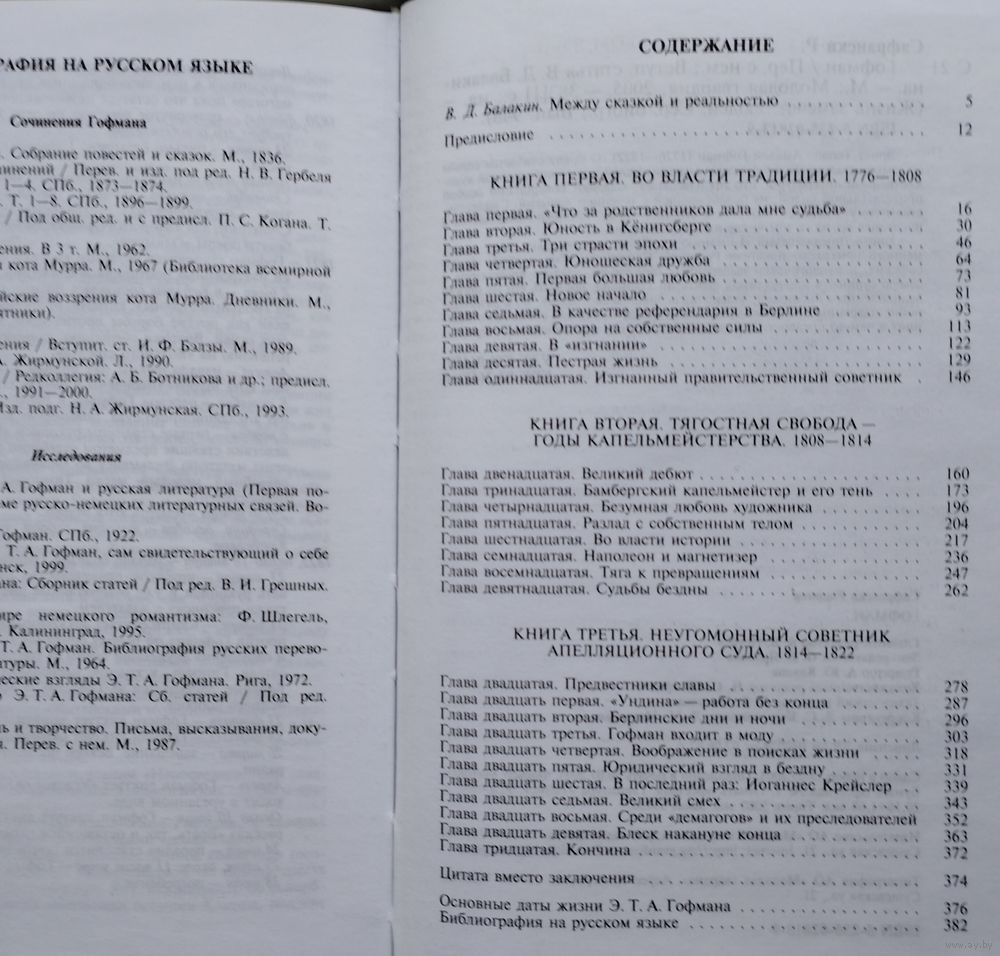 РАФИЯ НА РУССКОМ ЯЗЫКЕ
Сочинения Гофмана
. Собрание повестей и сказок. М., 1836.
инений / Перев. и изд. под ред. Н. В. Гербеля
1—4. СПб., 1873—1874.
. Т. 1—8. СПб., 1896—1899.
/ Под общ. ред. и с предисл. П. С. Когана. Т.
ения. В 3 т. М., 1962.
я кота Мурра. М., 1967 (Библиотека всемирной
йские воззрения кота Мурра. Дневники. М.,
ятники).
ения / Вступит. ст. И. Ф. Бэлзы. М., 1989.
А. Жирмунской. Л., 1990.
/ Редколлегия: А. Б. Ботникова и др.; предисл.
., 1991—2000.
Изд. подг. Н. А. Жирмунская. СПб., 1993.
Исследования
А. Гофман и русская литература (Первая по-
ме русско-немецких литературных связей. Во-
Гофман. СПб., 1922.
Т. А. Гофман, сам свидетельствующий о себе
нск, 1999.
ана: Сборник статей / Под ред. В. И. Грешных.
ире немецкого романтизма: Ф. Шлегель,
. Калининград, 1995.
Т. А. Гофман. Библиография русских перево-
атуры. М., 1964.
ческие взгляды Э. Т. А. Гофмана. Рига, 1972.
о Э. Т. А. Гофмана: Сб. статей / Под ред.
ь и творчество. Письма, высказывания, доку-
и. Перев. с нем. М., 1987.
СОДЕРЖАНИЕ
В. Д. Балакин. Между сказкой и реальностью . . . . . . . . . . . 5
Предисловие . . . . . . . . . . . . . . . . . . . . . . . . . . . . 12
КНИГА ПЕРВАЯ. ВО ВЛАСТИ ТРАДИЦИИ. 1776—1808
Глава первая. «Что за родственников дала мне судьба» . . . . . . 16
Глава вторая. Юность в Кёнигсберге . . . . . . . . . . . . . . . 30
Глава третья. Три страсти эпохи . . . . . . . . . . . . . . . . . 46
Глава четвертая. Юношеская дружба . . . . . . . . . . . . . . . 64
Глава пятая. Первая большая любовь . . . . . . . . . . . . . . . 73
Глава шестая. Новое начало . . . . . . . . . . . . . . . . . . . 81
Глава седьмая. В качестве референдария в Берлине . . . . . . . . 93
Глава восьмая. Опора на собственные силы . . . . . . . . . . . . 113
Глава девятая. В «изгнании» . . . . . . . . . . . . . . . . . . . 122
Глава десятая. Пестрая жизнь . . . . . . . . . . . . . . . . . . 129
Глава одиннадцатая. Изгнанный правительственный советник . 146
КНИГА ВТОРАЯ. ТЯГОСТНАЯ СВОБОДА —
ГОДЫ КАПЕЛЬМЕЙСТЕРСТВА. 1808—1814
Глава двенадцатая. Великий дебют . . . . . . . . . . . . . . . . 160
Глава тринадцатая. Бамбергский капельмейстер и его тень . . . . 173
Глава четырнадцатая. Безумная любовь художника . . . . . . . . 196
Глава пятнадцатая. Разлад с собственным телом . . . . . . . . . 204
Глава шестнадцатая. Во власти истории . . . . . . . . . . . . . . 217
Глава семнадцатая. Наполеон и магнетизер . . . . . . . . . . . . 236
Глава восемнадцатая. Тяга к превращениям . . . . . . . . . . . . 247
Глава девятнадцатая. Судьбы бездны . . . . . . . . . . . . . . . 262
КНИГА ТРЕТЬЯ. НЕУГОМОННЫЙ СОВЕТНИК
АПЕЛЛЯЦИОННОГО СУДА. 1814—1822
Глава двадцатая. Предвестники славы . . . . . . . . . . . . . . . 278
Глава двадцать первая. «Ундина» — работа без конца . . . . . . . 287
Глава двадцать вторая. Берлинские дни и ночи . . . . . . . . . . 296
Глава двадцать третья. Гофман входит в моду . . . . . . . . . . . 303
Глава двадцать четвертая. Воображение в поисках жизни . . . . . 318
Глава двадцать пятая. Юридический взгляд в бездну . . . . . . . 331
Глава двадцать шестая. В последний раз: Иоганнес Крейслер . . 339
Глава двадцать седьмая. Великий смех . . . . . . . . . . . . . . 343
Глава двадцать восьмая. Среди «демагогов» и их преследователей 352
Глава двадцать девятая. Блеск накануне конца . . . . . . . . . . 363
Глава тридцатая. Кончина . . . . . . . . . . . . . . . . . . . . 372
Цитата вместо заключения . . . . . . . . . . . . . . . . . . . . 374
Основные даты жизни Э. Т. А. Гофмана . . . . . . . . . . . . . . 376
Библиография на русском языке . . . . . . . . . . . . . . . . . . 382
www.ay.by